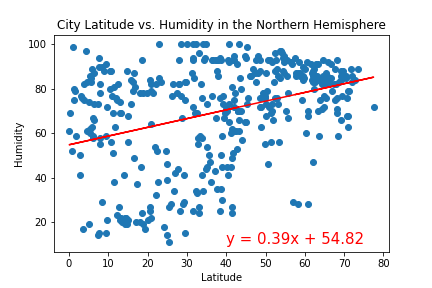 City Latitude vs. Humidity in the Northern Hemisphere
100
80
60
40
20
Humidity
y = 0.39x + 54.82
0 10 20 30 40 50 60 70 80
Latitude